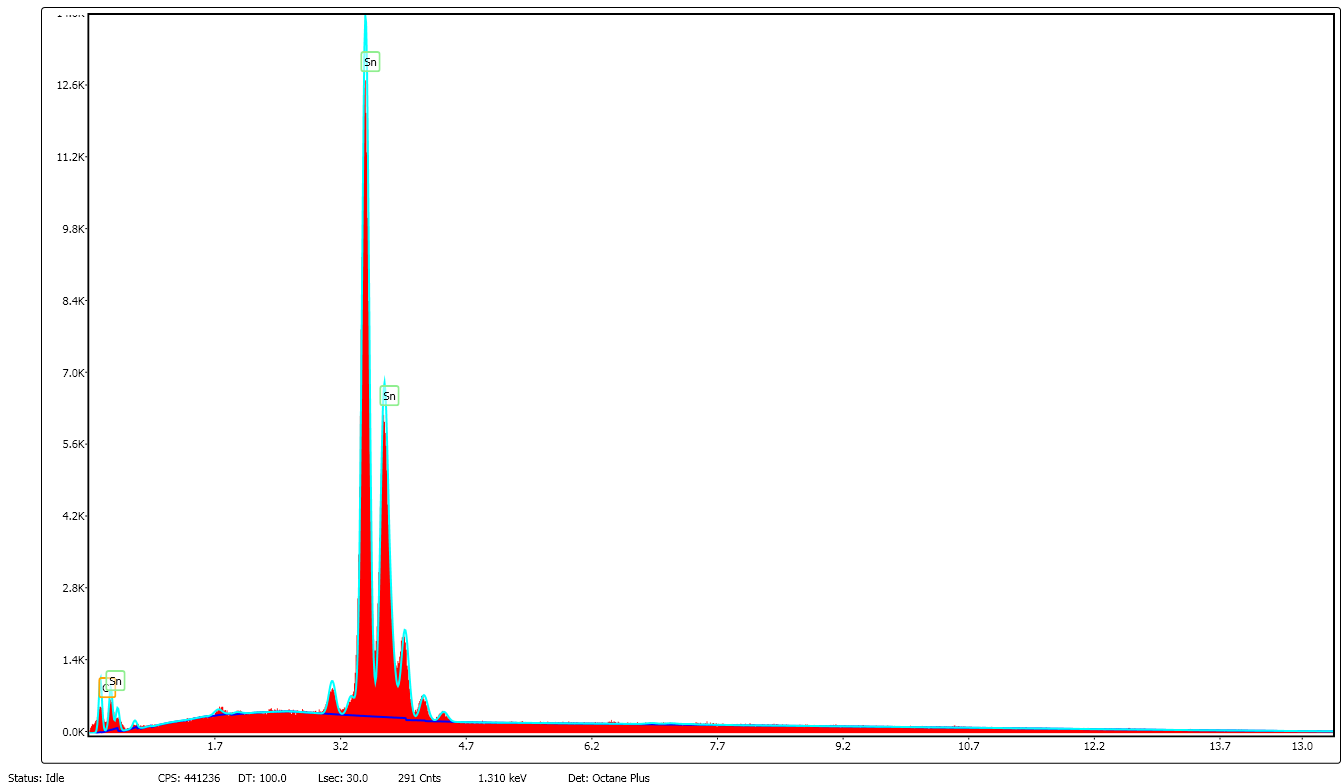 Sn
12.6K
11.2K
9.8K
8.4K
7.0K
Sn
5.6K
4.2K
2.8K
1.4K
C Sn
0.0K
1.7 3.2 4.7 6.2 7.7 9.2 10.7 12.2 13.7 13.0
Status: Idle CPS: 441236 DT: 100.0 Lsec: 30.0 291 Cnts 1.310 keV Det: Octane Plus